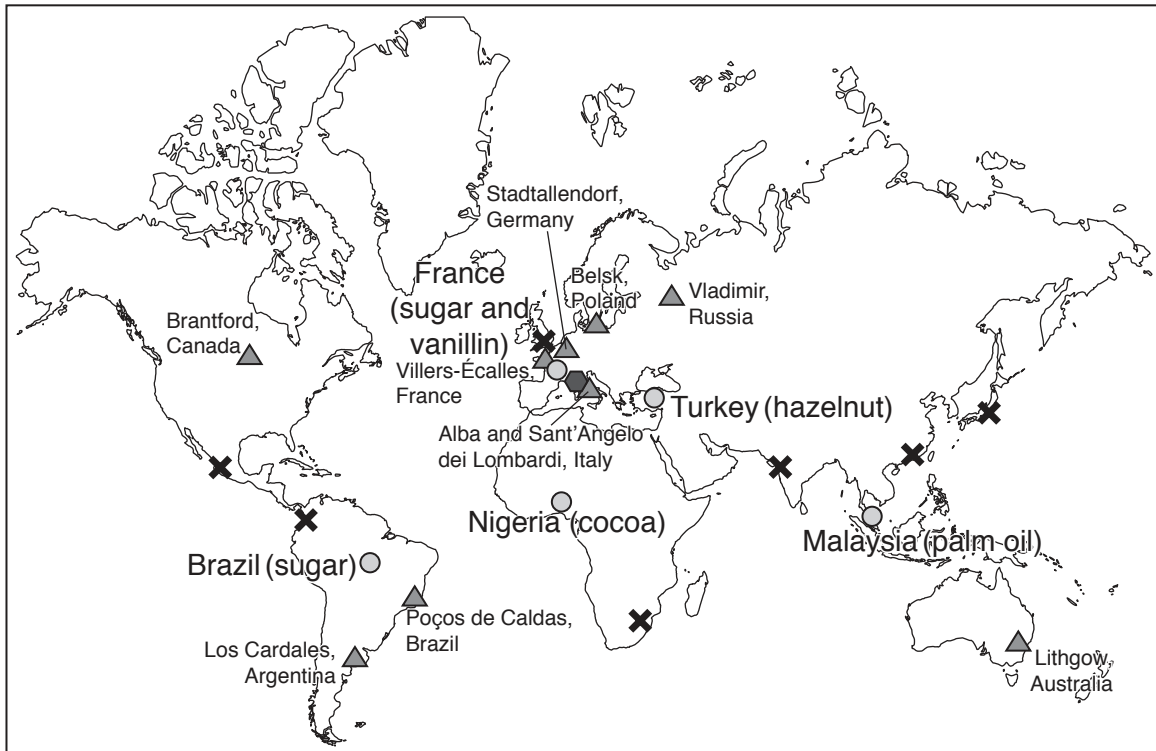 Stadtallendorf,
Germany
France
(sugar and
vanillin)
Belsk,
Poland
Vladimir,
Russia
Brantford,
Canada
Villers-Écalles,
France
Turkey (hazelnut)
Alba and Sant'Angelo
dei Lombardi, Italy
Nigeria (cocoa)
Malaysia (palm oil)
Brazil (sugar)
Poços de Caldas,
Brazil
Los Cardales,
Argentina
Lithgow,
Australia